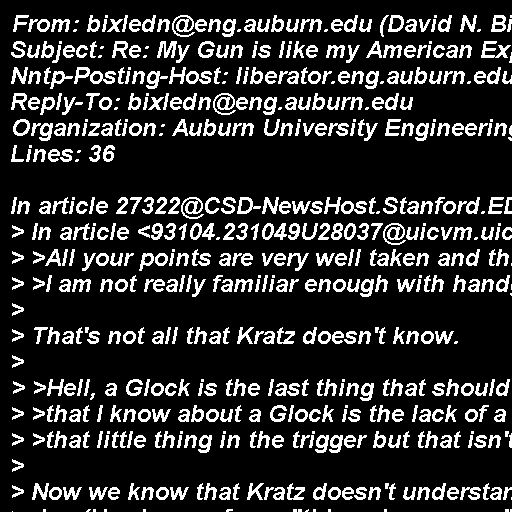 From: bixledn@eng.auburn.edu (David N. Bi
Subject: Re: My Gun is like my American Ex
Nntp-Posting-Host: liberator.eng.auburn.edu
Reply-To: bixledn@eng.auburn.edu
Organization: Auburn University Engineering
Lines: 36

In article 27322@CSD-NewsHost.Stanford.ED
> In article <93104.231049U28037@uicvm.uic
> >All your points are very well taken and th
> >I am not really familiar enough with hand
>
> That's not all that Kratz doesn't know.
>
> >Hell, a Glock is the last thing that should
> >that I know about a Glock is the lack of a
> >that little thing in the trigger but that isn't
>
> Now we know that Kratz doesn't understan